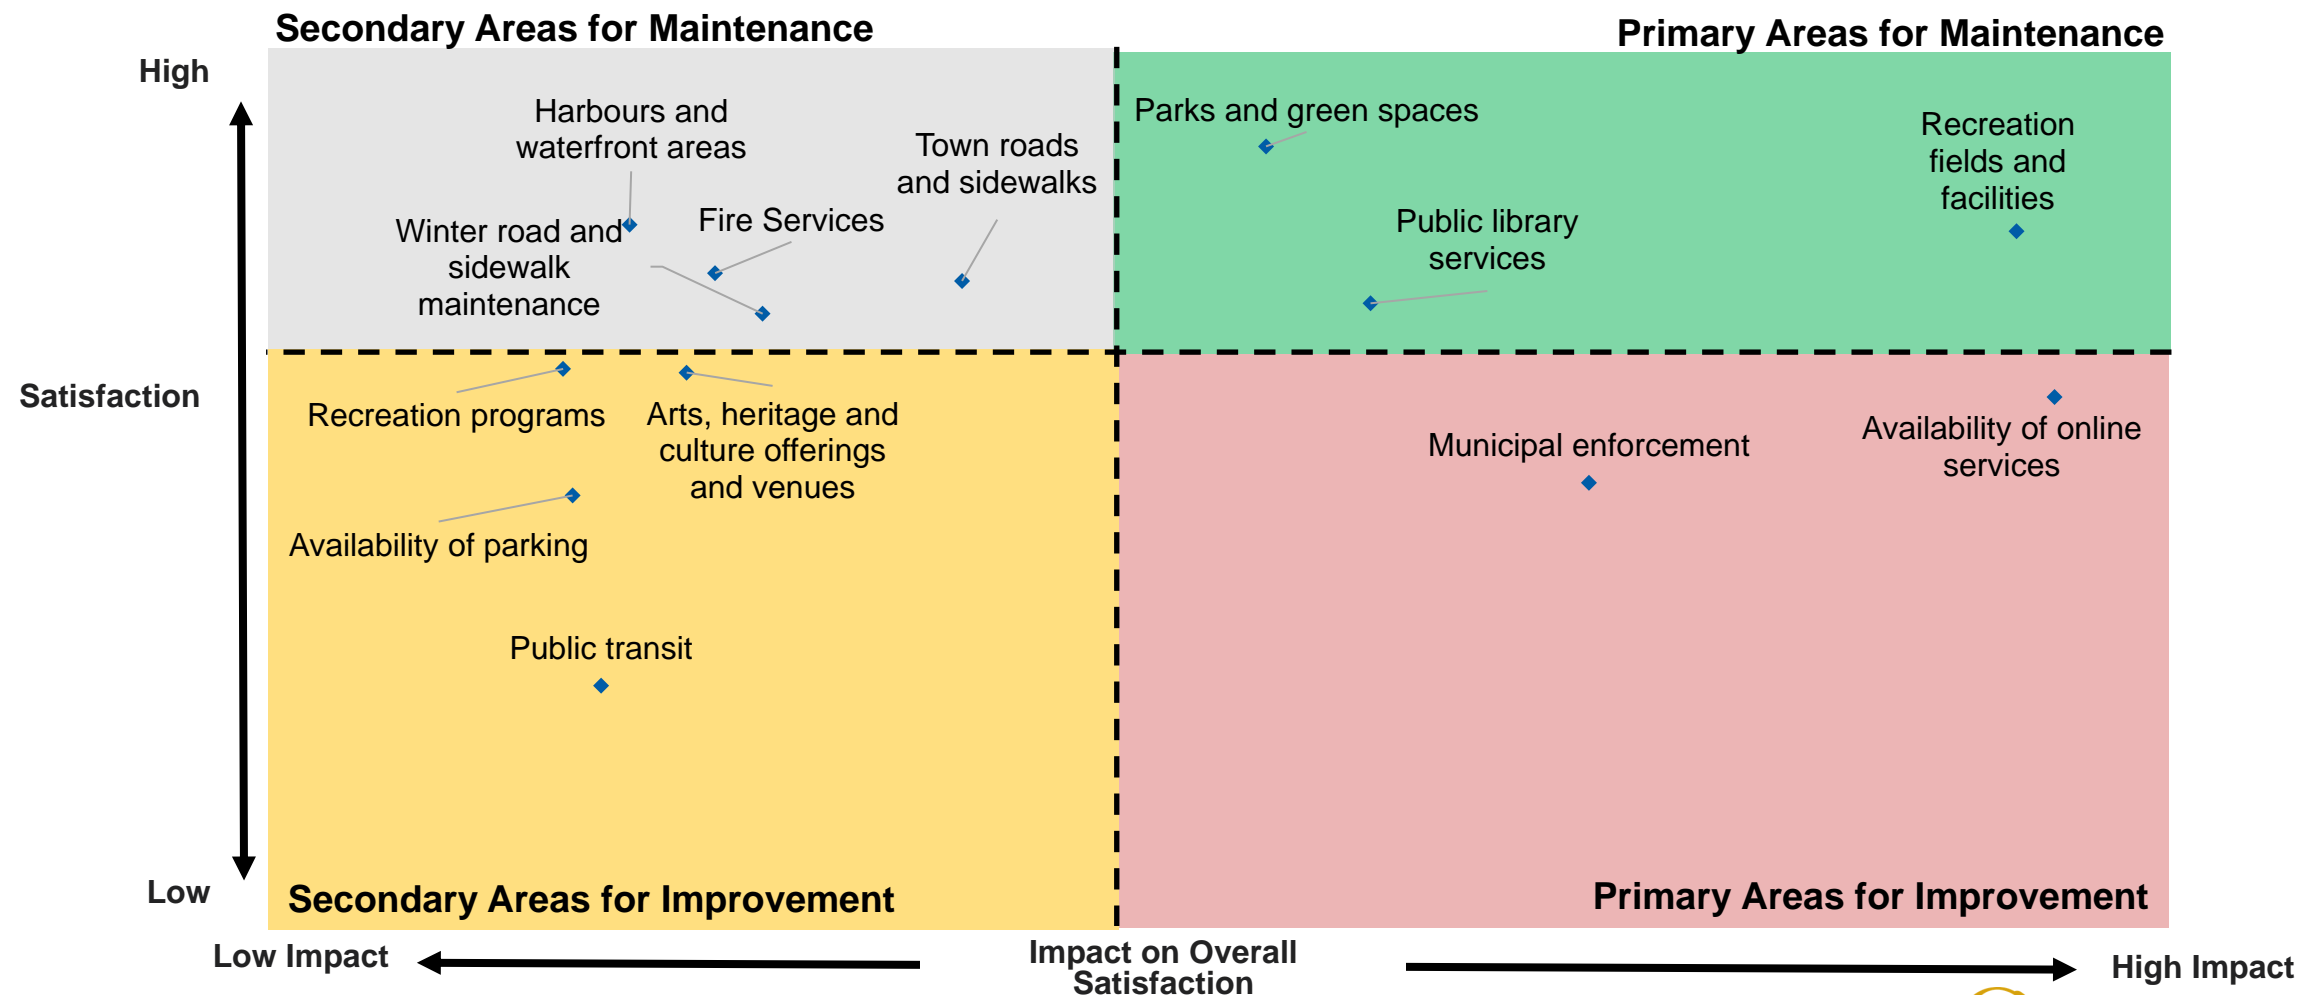 Secondary Areas for Maintenance
Primary Areas for Maintenance
High
Harbours and
waterfront areas
Town roads
and sidewalks
Parks and green spaces
Recreation
fields and
facilities
Winter road and
sidewalk
maintenance
Fire Services
Public library
services
Satisfaction
Recreation programs
Arts, heritage and
culture offerings
and venues
Municipal enforcement
Availability of online
services
Availability of parking
Public transit
Low
Secondary Areas for Improvement
Primary Areas for Improvement
Low Impact
Impact on Overall
Satisfaction
High Impact